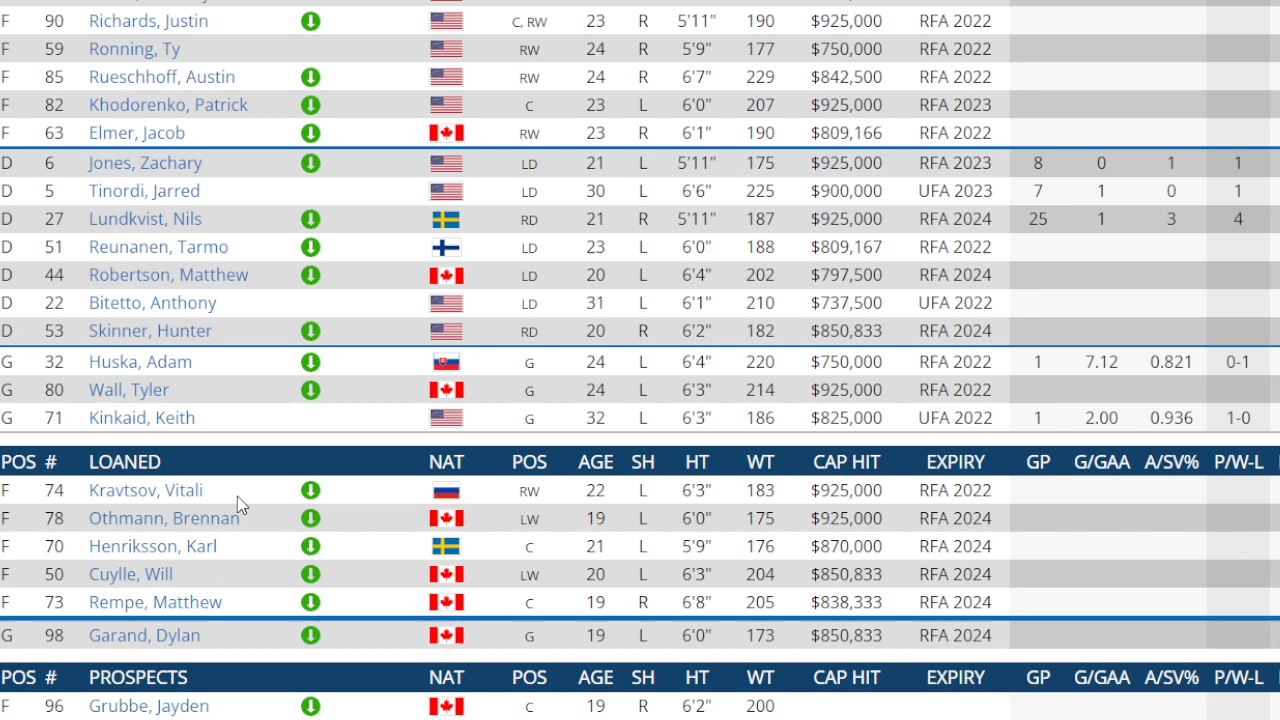 F 90 Richards, Justin C, RW 23 R 5'11" 190 $925,000 RFA 2022
F 59 Ronning, Ty RW 24 R 5'9" 177 $750,000 RFA 2022
F 85 Rueschhoff, Austin RW 24 R 6'7" 229 $842,500 RFA 2022
F 82 Khodorenko, Patrick C 23 L 6'0" 207 $925,000 RFA 2023
F 63 Elmer, Jacob RW 23 R 6'1" 190 $809,166 RFA 2022
D 6 Jones, Zachary LD 21 L 5'11" 175 $925,000 RFA 2023 8 0 1 1
D 5 Tinordi, Jarred LD 30 L 6'6" 225 $900,000 UFA 2023 7 1 0 1
D 27 Lundkvist, Nils RD 21 R 5'11" 187 $925,000 RFA 2024 25 1 3 4
D 51 Reunanen, Tarmo LD 23 L 6'0" 188 $809,167 RFA 2022
D 44 Robertson, Matthew LD 20 L 6'4" 202 $797,500 RFA 2024
D 22 Bitetto, Anthony LD 31 L 6'1" 210 $737,500 UFA 2022
D 53 Skinner, Hunter RD 20 R 6'2" 182 $850,833 RFA 2024
G 32 Huska, Adam G 24 L 6'4" 220 $750,000 RFA 2022 1 7.12 0.821 0-1
G 80 Wall, Tyler G 24 L 6'3" 214 $925,000 RFA 2022
G 71 Kinkaid, Keith G 32 L 6'3" 186 $825,000 UFA 2022 1 2.00 0.936 1-0
POS # LOANED NAT POS AGE SH HT WT CAP HIT EXPIRY GP G/GAA A/SV% P/W-L
F 74 Kravtsov, Vitali RW 22 L 6'3" 183 $925,000 RFA 2022
F 78 Othmann, Brennan LW 19 L 6'0" 175 $925,000 RFA 2024
F 70 Henriksson, Karl C 21 L 5'9" 176 $870,000 RFA 2024
F 50 Cuylle, Will LW 20 L 6'3" 204 $850,833 RFA 2024
F 73 Rempe, Matthew C 19 R 6'8" 205 $838,333 RFA 2024
G 98 Garand, Dylan G 19 L 6'0" 173 $850,833 RFA 2024
POS # PROSPECTS NAT POS AGE SH HT WT CAP HIT EXPIRY GP G/GAA A/SV% P/W-L
F 96 Grubbe, Jayden C 19 R 6'2" 200